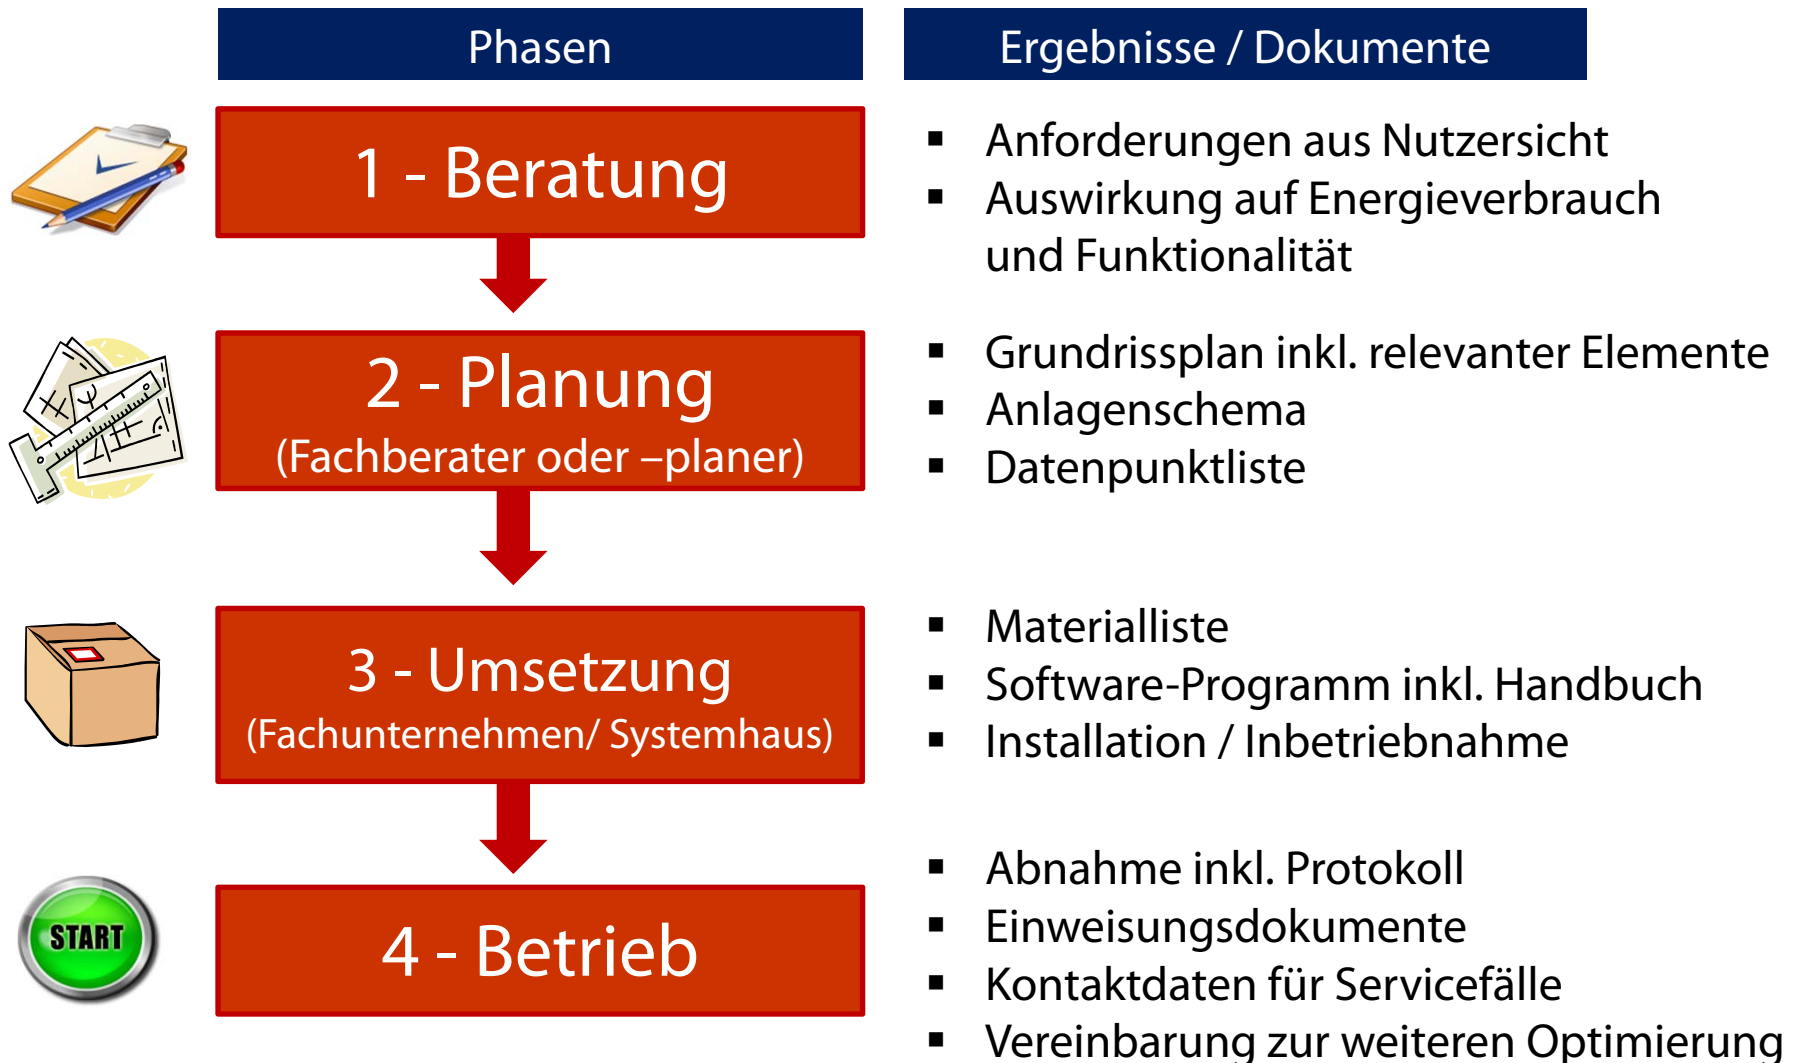 Phasen
Ergebnisse / Dokumente
1 - Beratung
▪ Anforderungen aus Nutzersicht
▪ Auswirkung auf Energieverbrauch
und Funktionalität
2 - Planung
(Fachberater oder –planer)
▪ Grundrissplan inkl. relevanter Elemente
▪ Anlagenschema
▪ Datenpunktliste
3 - Umsetzung
(Fachunternehmen/ Systemhaus)
▪ Materialliste
▪ Software-Programm inkl. Handbuch
▪ Installation / Inbetriebnahme
START
4 - Betrieb
▪ Abnahme inkl. Protokoll
▪ Einweisungsdokumente
▪ Kontaktdaten für Servicefälle
▪ Vereinbarung zur weiteren Optimierung